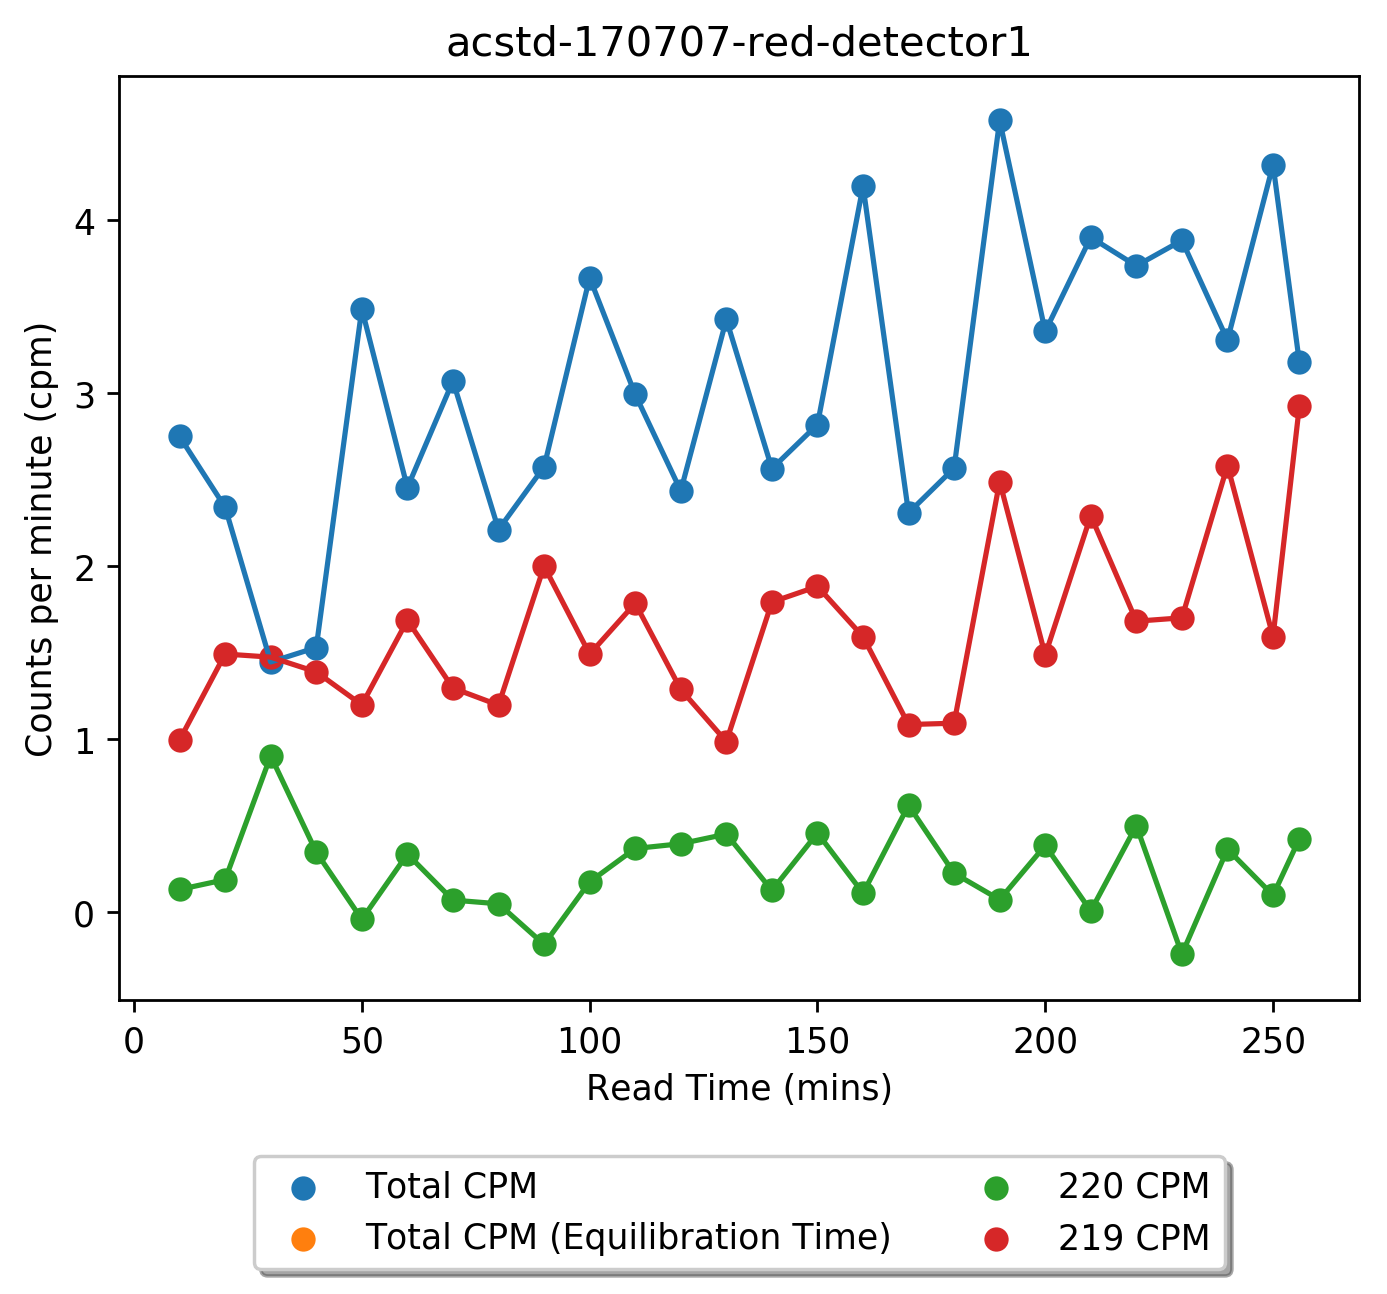 acstd-170707-red-detector1
Counts per minute (cpm)
4
3
2
1
0
0 50 100 150 200 250
Read Time (mins)
Total CPM
Total CPM (Equilibration Time)
220 CPM
219 CPM